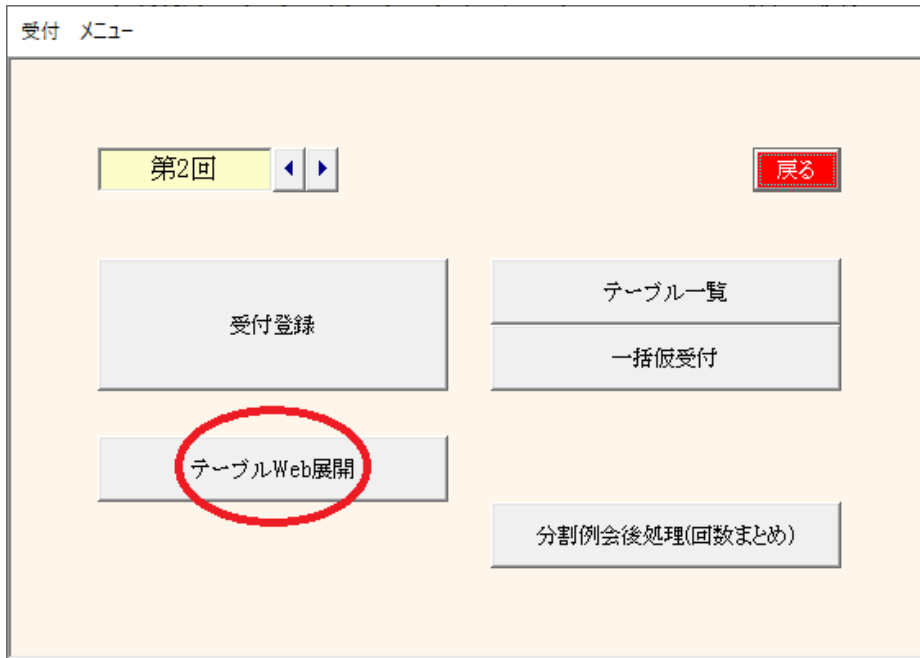 受付 メニュー
第2回
戻る
受付登録
テーブル一覧
一括仮受付
テーブルWeb展開
分割例会後処理(回数まとめ)